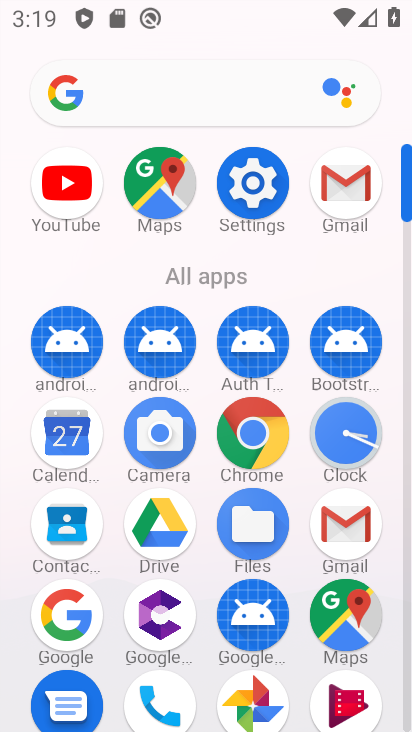 3:19
YouTube Maps Settings Gmail
All apps
androi... androi... Auth T... Bootstr...
27
Calend... Camera Chrome Clock
Contac... Drive Files Gmail
Google Google... Google... Maps